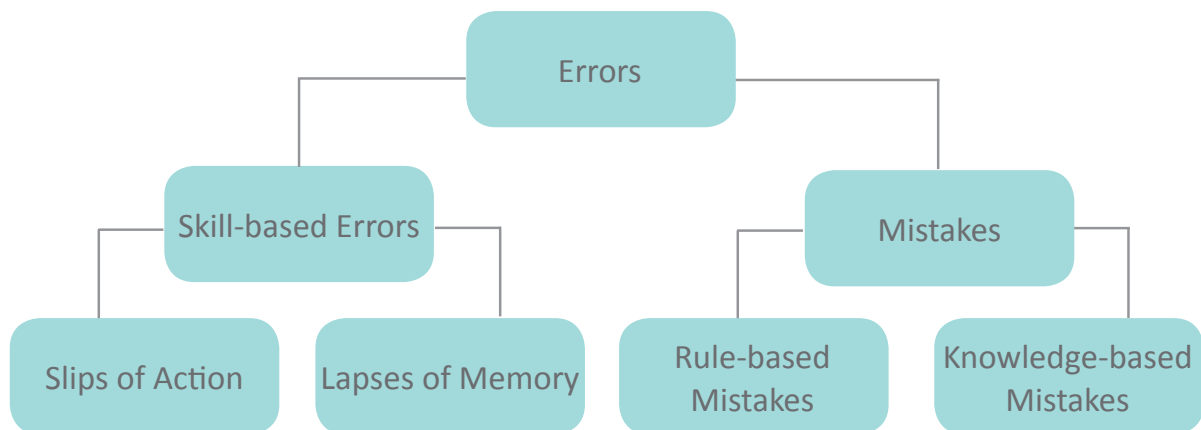 Errors
Skill-based Errors
Mistakes
Slips of Action
Lapses of Memory
Rule-based
Mistakes
Knowledge-based
Mistakes